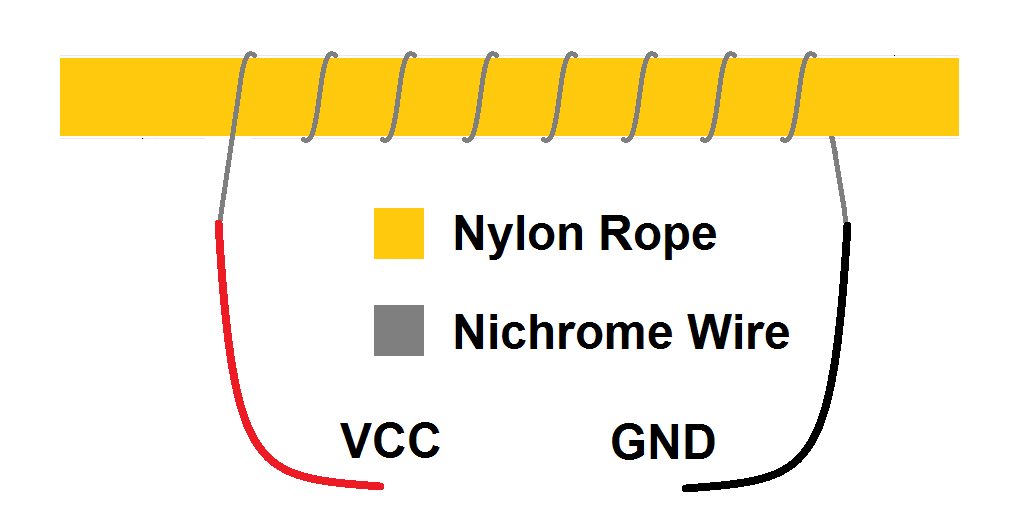 Nylon Rope
Nichrome Wire
VCC
GND